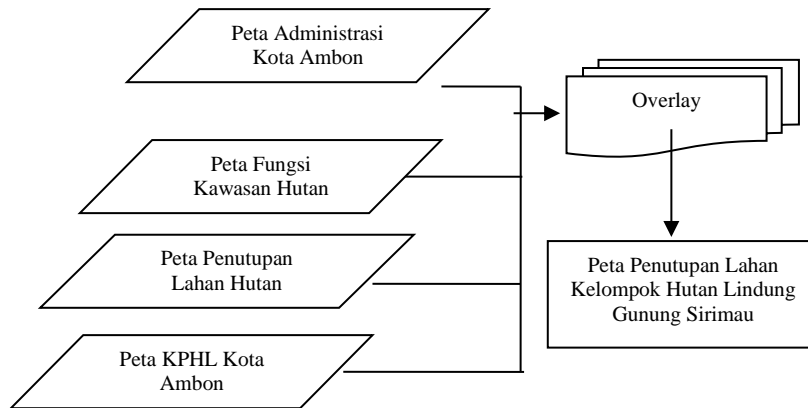 Peta Administrasi
Kota Ambon
Overlay
Peta Fungsi
Kawasan Hutan
Peta Penutupan
Lahan Hutan
Peta Penutupan Lahan
Kelompok Hutan Lindung
Gunung Sirimau
Peta KPHL Kota
Ambon